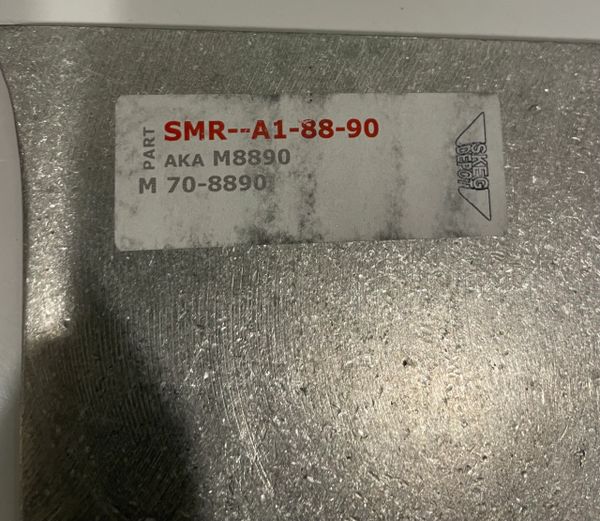 PART
SMR--A1-88-90
AKA M8890
M 70-8890
SKEG
DEPOT